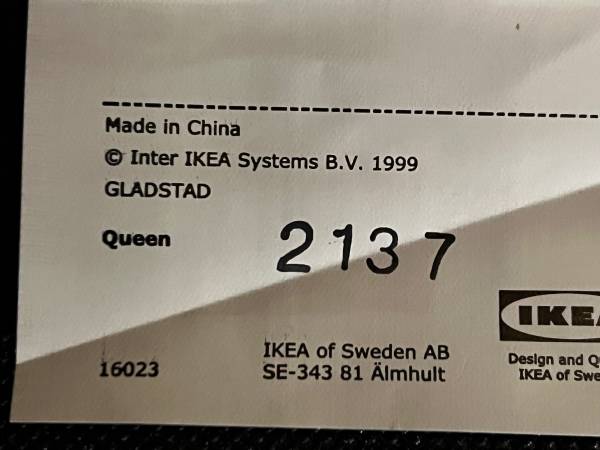 Made in China
© Inter IKEA Systems B.V. 1999
GLADSTAD
Queen
2137
IKEA
16023
IKEA of Sweden AB
SE-343 81 Älmhult
Design and Q
IKEA of Swe